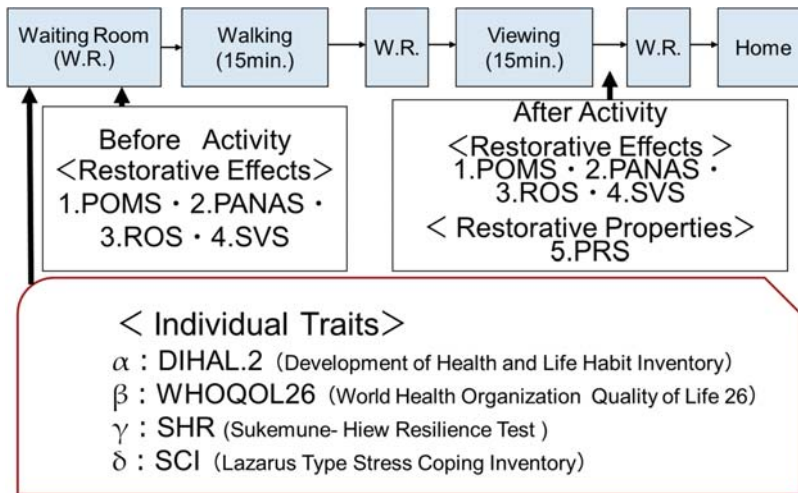 Waiting Room
(W.R.)
Walking
(15min.)
W.R.
Viewing
(15min.)
W.R.
Home
Before Activity
<Restorative Effects>
1.POMS・2.PANAS・
3.ROS・4.SVS
After Activity
<Restorative Effects >
1.POMS・2.PANAS・
3.ROS・4.SVS
< Restorative Properties>
5.PRS
< Individual Traits>
α：DIHAL.2 (Development of Health and Life Habit Inventory)
β：WHOQOL26 (World Health Organization Quality of Life 26)
γ：SHR (Sukemune- Hiew Resilience Test )
δ：SCI (Lazarus Type Stress Coping Inventory)